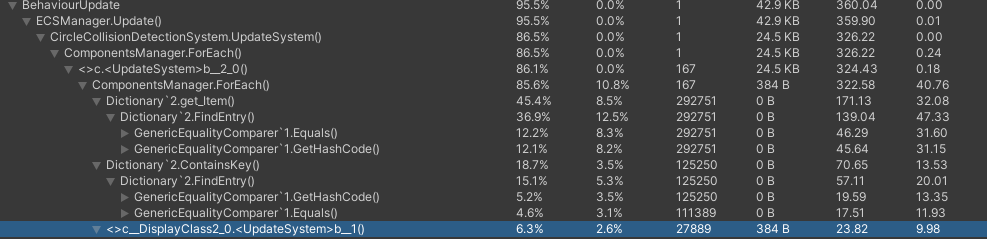 BehaviourUpdate 95.5% 0.0% 1 42.9 KB 360.04 0.00
ECSManager.Update() 95.5% 0.0% 1 42.9 KB 359.90 0.01
CircleCollisionDetectionSystem.UpdateSystem() 86.5% 0.0% 1 24.5 KB 326.22 0.00
ComponentsManager.ForEach() 86.5% 0.0% 1 24.5 KB 326.22 0.24
<>c.<UpdateSystem>b__2_0() 86.1% 0.0% 167 24.5 KB 324.43 0.18
ComponentsManager.ForEach() 85.6% 10.8% 167 384 B 322.58 40.76
Dictionary`2.get_Item() 45.4% 8.5% 292751 0 B 171.13 32.08
Dictionary`2.FindEntry() 36.9% 12.5% 292751 0 B 139.04 47.33
GenericEqualityComparer`1.Equals() 12.2% 8.3% 292751 0 B 46.29 31.60
GenericEqualityComparer`1.GetHashCode() 12.1% 8.2% 292751 0 B 45.64 31.15
Dictionary`2.ContainsKey() 18.7% 3.5% 125250 0 B 70.65 13.53
Dictionary`2.FindEntry() 15.1% 5.3% 125250 0 B 57.11 20.01
GenericEqualityComparer`1.GetHashCode() 5.2% 3.5% 125250 0 B 19.59 13.35
GenericEqualityComparer`1.Equals() 4.6% 3.1% 111389 0 B 17.51 11.93
<>c__DisplayClass2_0.<UpdateSystem>b__1() 6.3% 2.6% 27889 384 B 23.82 9.98